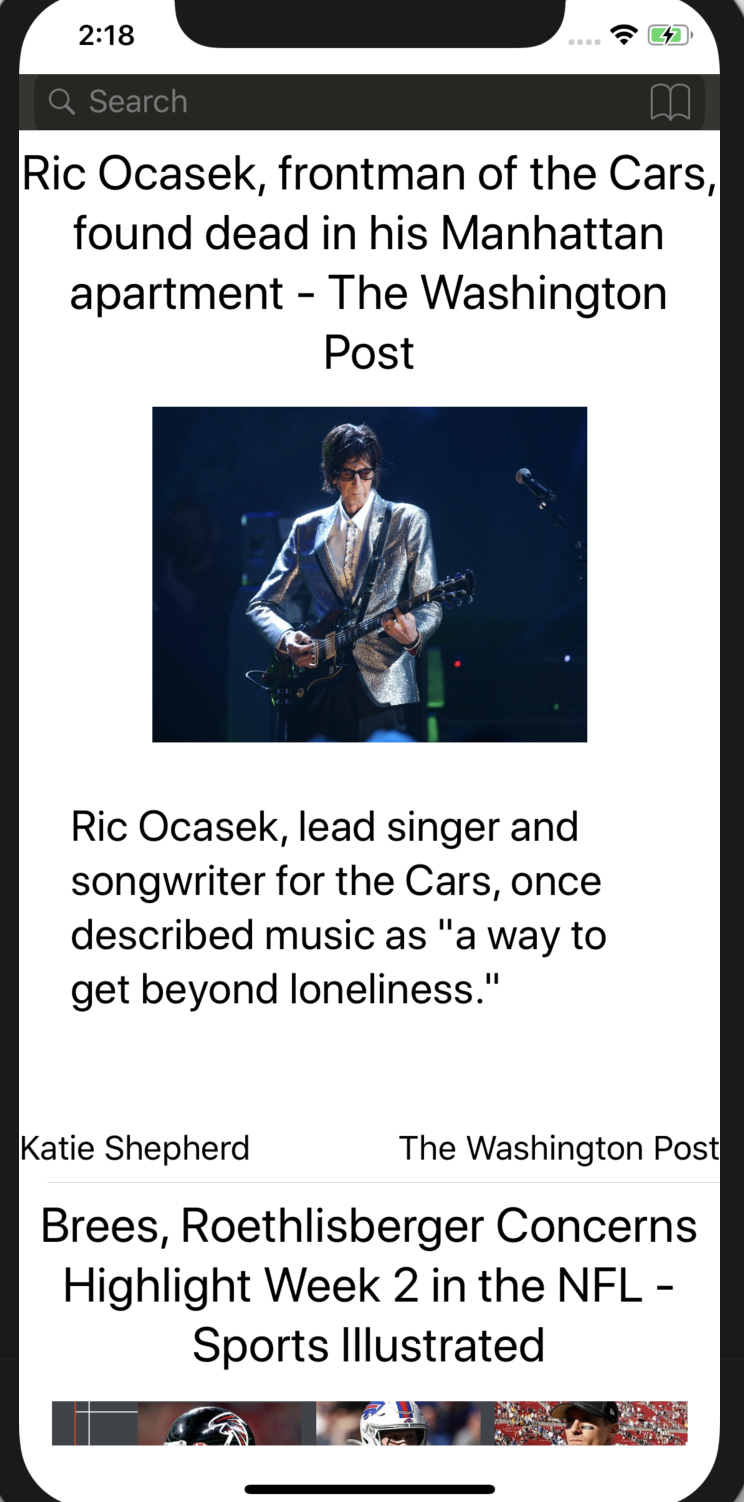 2:18
Search
Ric Ocasek, frontman of the Cars,
found dead in his Manhattan
apartment - The Washington
Post
Ric Ocasek, lead singer and
songwriter for the Cars, once
described music as "a way to
get beyond loneliness."
Katie Shepherd The Washington Post
Brees, Roethlisberger Concerns
Highlight Week 2 in the NFL -
Sports Illustrated